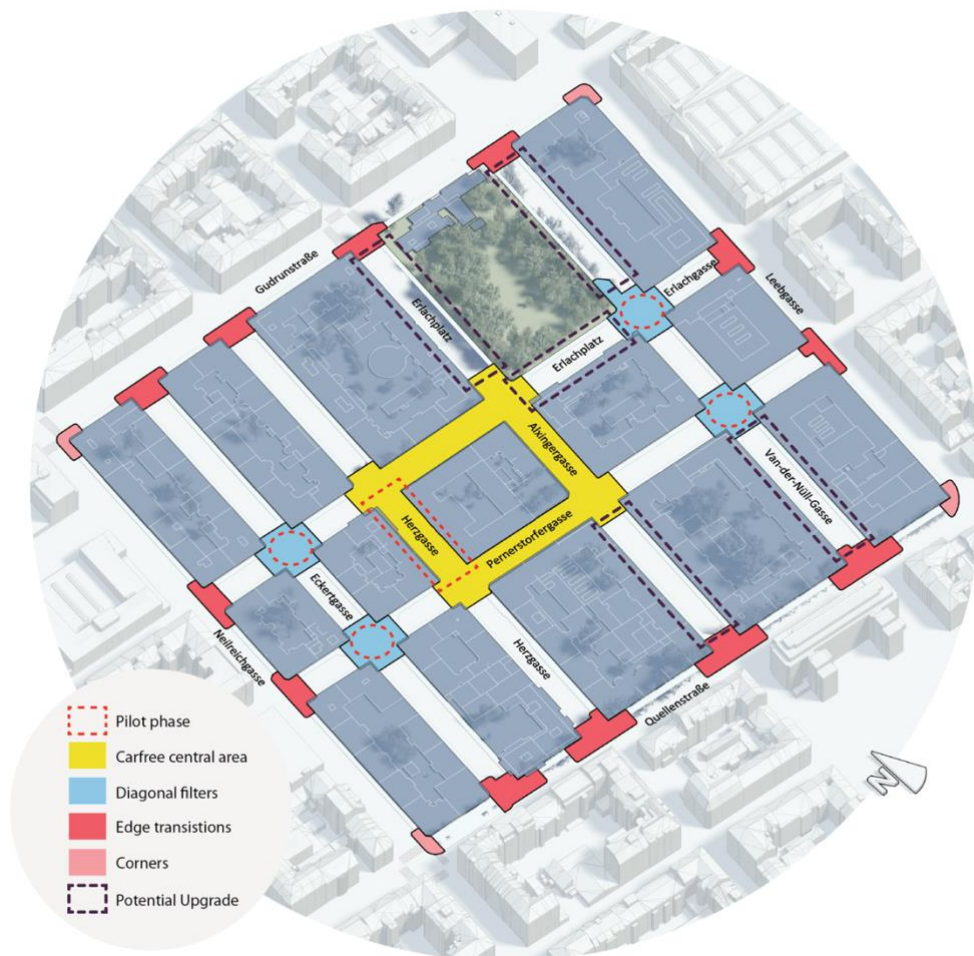 Gudrunstraße
Erlachplatz
Erlachplatz
Erlachgasse
Leebgasse
Alxingergasse
Van-der-Nüll-Gasse
Herzgasse
Pernerstorfergasse
Eckertgasse
Neilreichgasse
Herzgasse
Quellenstraße
N
Pilot phase
Carfree central area
Diagonal filters
Edge transistions
Corners
Potential Upgrade